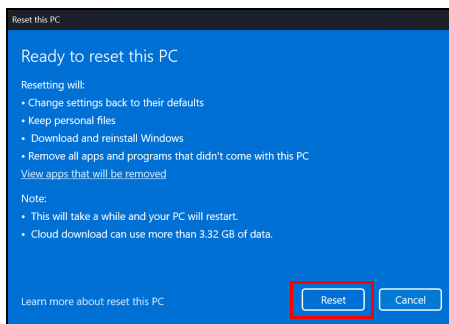 Reset this PC
Ready to reset this PC
Resetting will:
• Change settings back to their defaults
• Keep personal files
• Download and reinstall Windows
• Remove all apps and programs that didn't come with this PC
View apps that will be removed
Note:
• This will take a while and your PC will restart.
• Cloud download can use more than 3.32 GB of data.
Learn more about reset this PC
Reset
Cancel